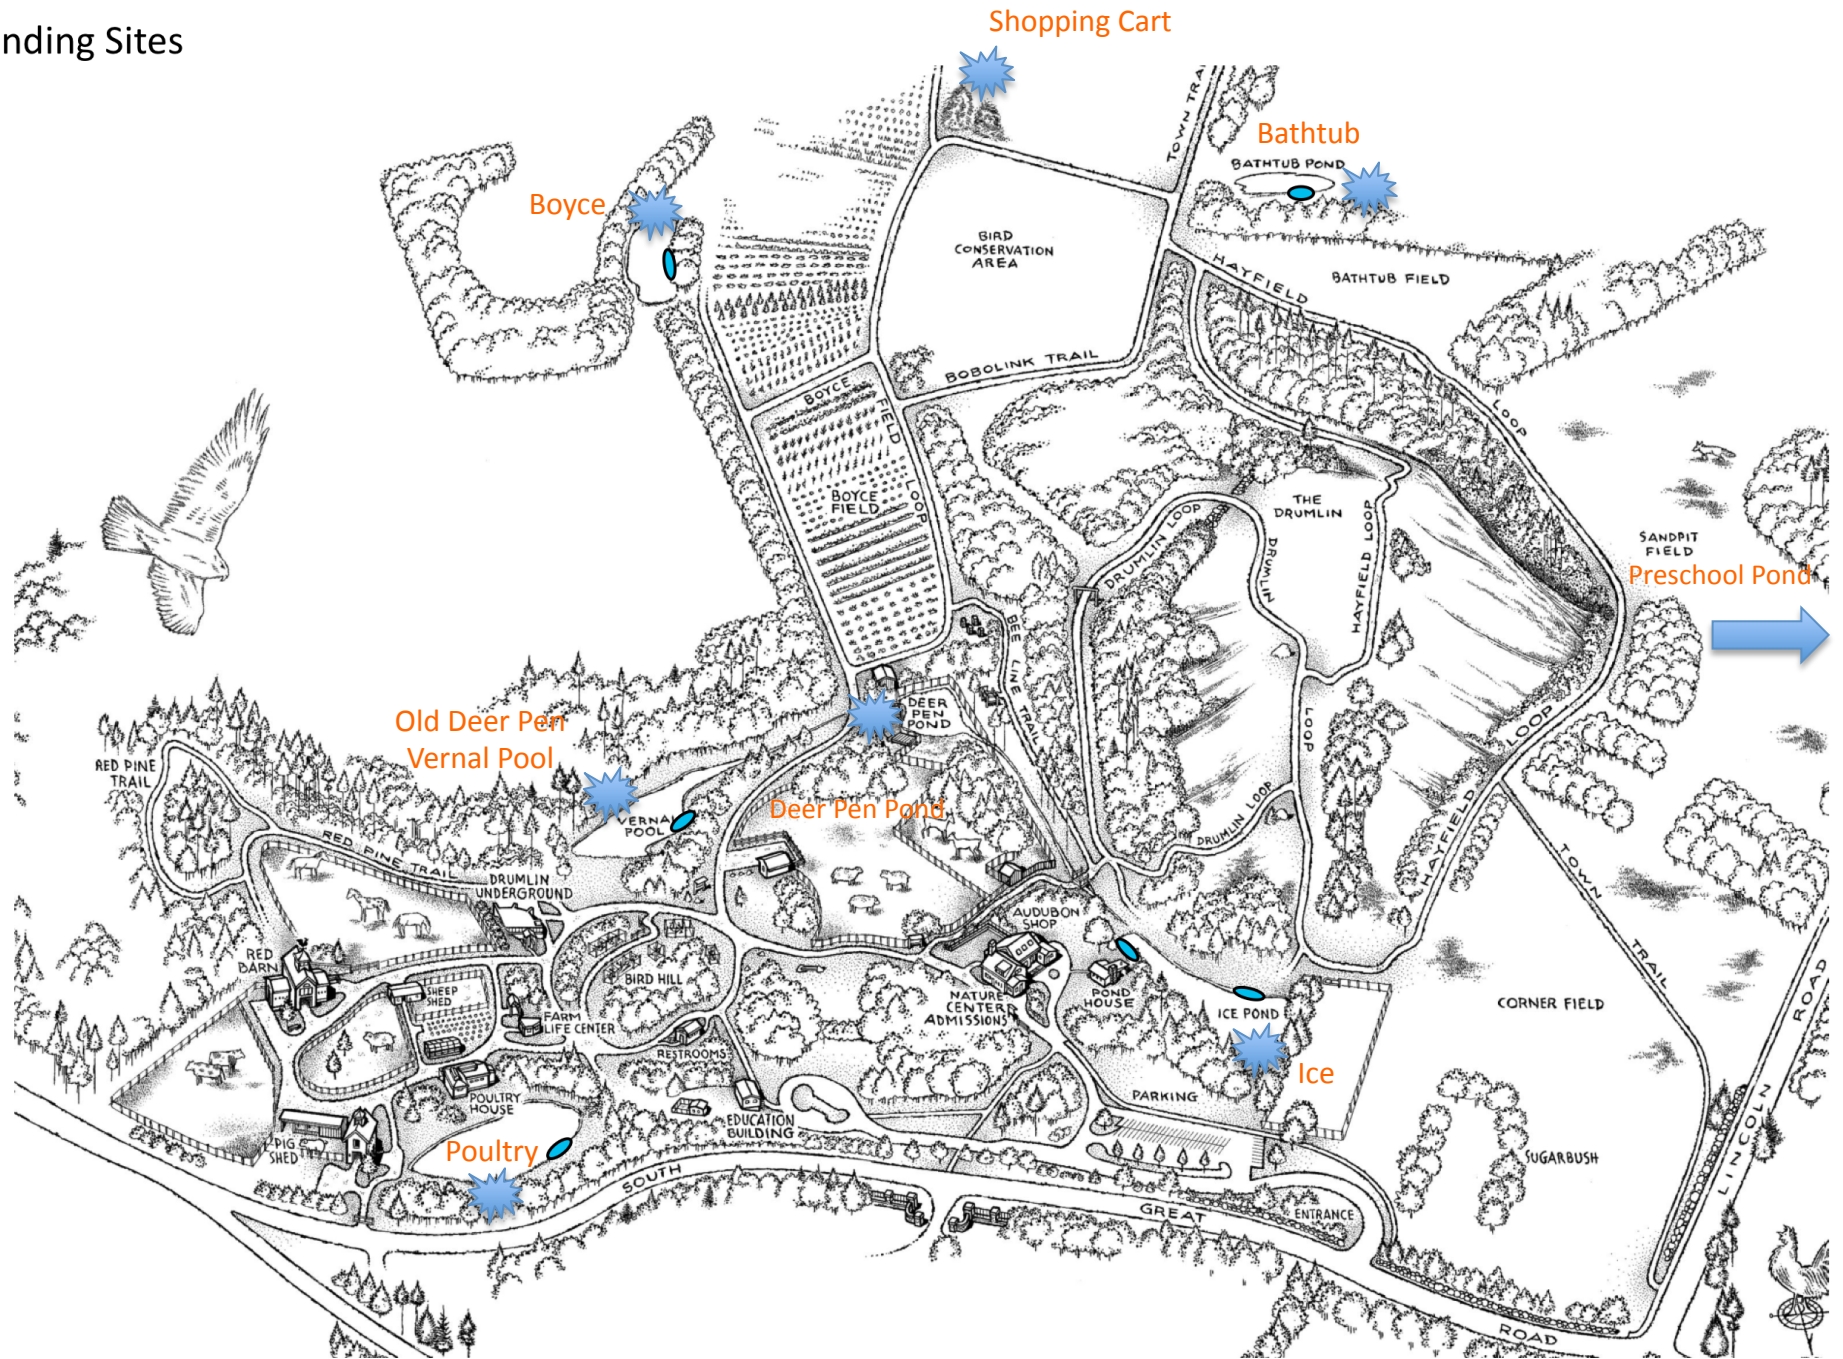 nding Sites
Shopping Cart
TOWN TRA
Bathtub
BATHTUB POND
Boyce
BIRD
CONSERVATION
AREA
HAYFIELD
BATHTUB FIELD
BOBOLINK TRAIL
BOYCE
FIELD
LOOP
LOOP
BOYCE
FIELD
THE
DRUMLIN
DRUMLIN LOOP
DRUMLIN
HAYFIELD LOOP
SANDPIT
FIELD
Preschool Pond
BEE LINE TRAIL
DEER
PEN
POND
Old Deer Pen
Vernal Pool
LOOP
LOOP
RED PINE
TRAIL
Deer Pen Pond
VERNAL
POOL
DRUMLIN LOOP
HAYFIELD
RED PINE TRAIL
DRUMLIN
UNDERGROUND
TOWN
TRAIL
AUDUBON
SHOP
RED
BARN
BIRD HILL
SHEEP
SHED
NATURE
CENTER
ADMISSIONS
POND
HOUSE
ICE POND
CORNER FIELD
ROAD
FARM
LIFE CENTER
RESTROOMS
Ice
POULTRY
HOUSE
PARKING
EDUCATION
BUILDING
PIG
SHED
Poultry
SUGARBUSH
LINCOLN
SOUTH
GREAT
ENTRANCE
ROAD